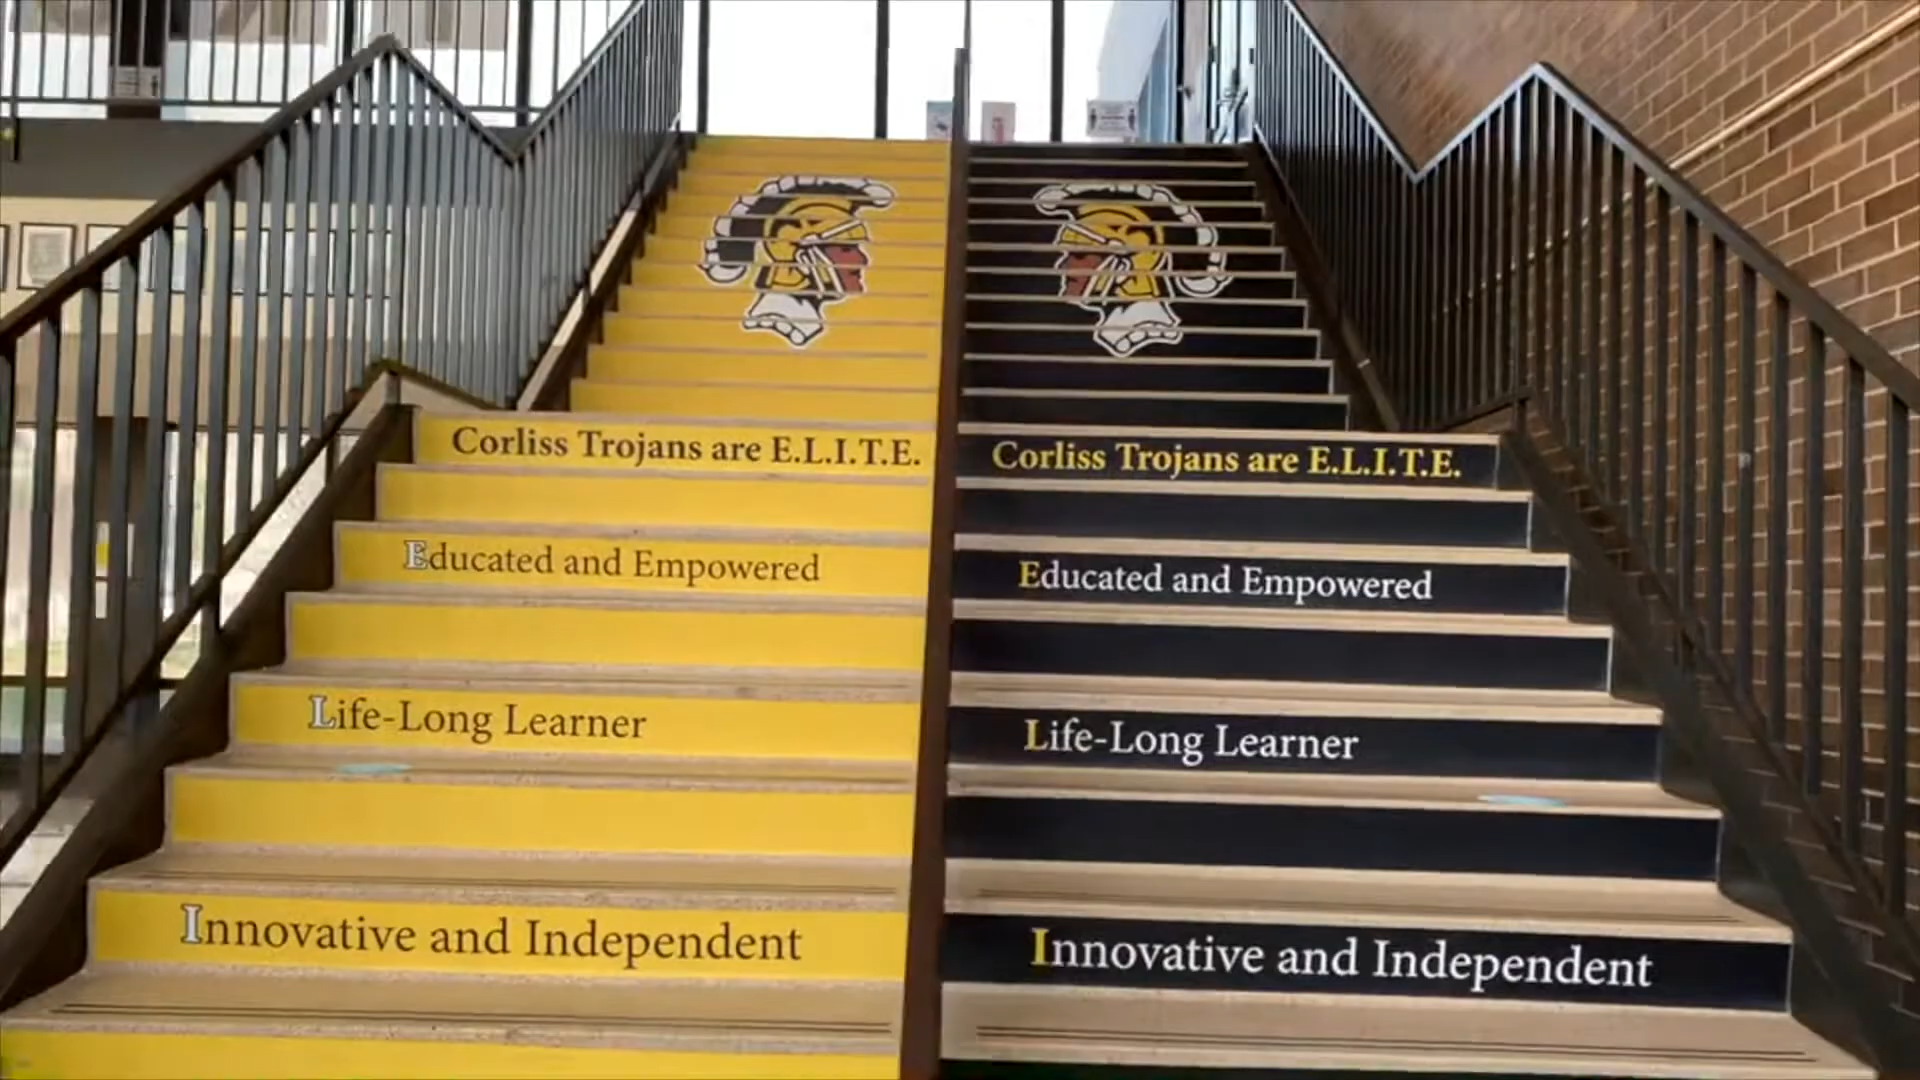 Corliss Trojans are E.L.I.T.E.
Educated and Empowered
Life-Long Learner
Innovative and Independent
Corliss Trojans are E.L.I.T.E.
Educated and Empowered
Life-Long Learner
Innovative and Independent